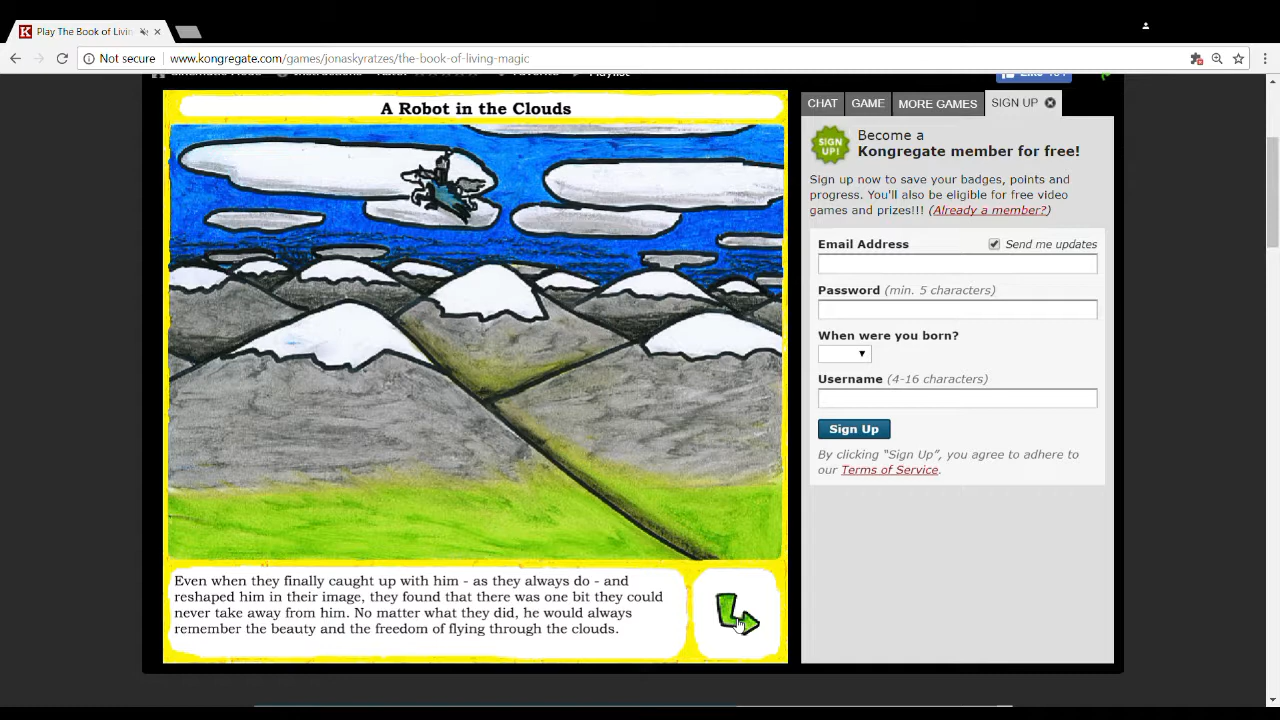 Play The Book of Livin
Not secure
www.kongregate.com/games/jonaskyratzes/the-book-of-living-magic
A Robot in the Clouds
CHAT
GAME
MORE GAMES
SIGN UP
SIGN UP!
Become a
Kongregate member for free!
Sign up now to save your badges, points and
progress. You'll also be eligible for free video
games and prizes!!! (Already a member?)
Email Address
Send me updates
Password (min. 5 characters)
When were you born?
Username (4-16 characters)
Sign Up
By clicking “Sign Up”, you agree to adhere to
our Terms of Service.
Even when they finally caught up with him - as they always do - and
reshaped him in their image, they found that there was one bit they could
never take away from him. No matter what they did, he would always
remember the beauty and the freedom of flying through the clouds.